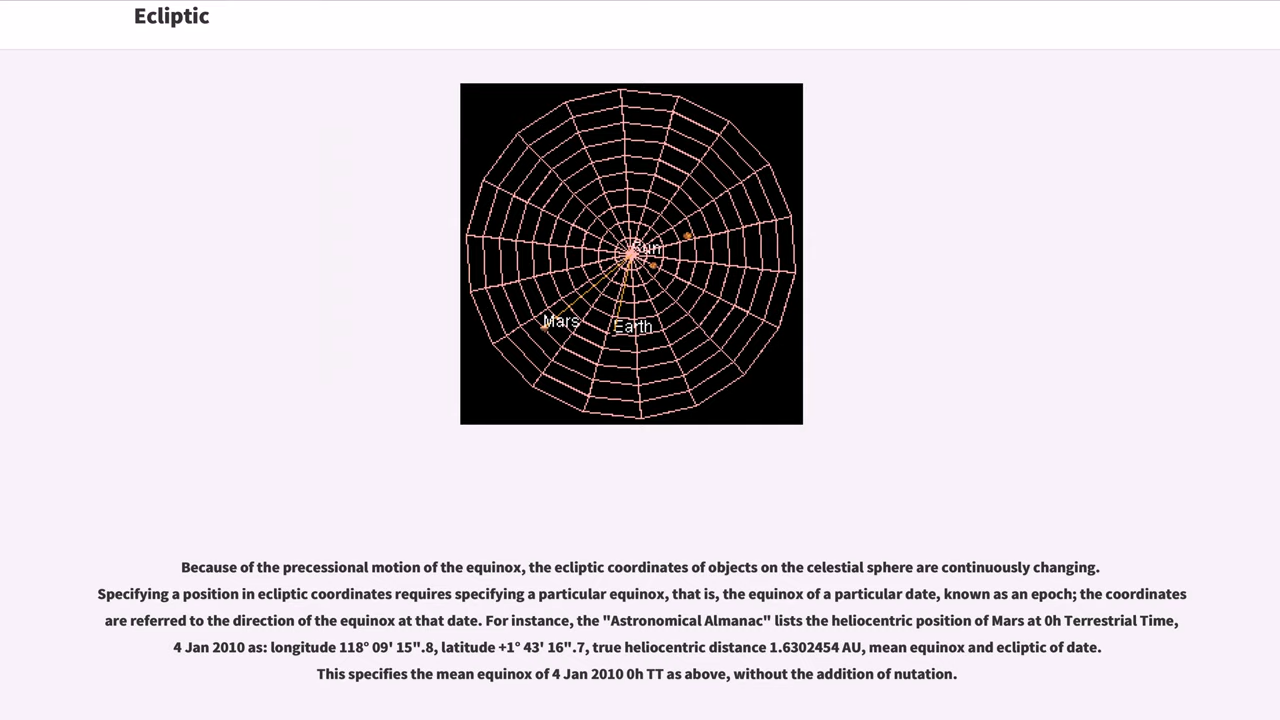 Ecliptic
Sun
Mars
Earth
Because of the precessional motion of the equinox, the ecliptic coordinates of objects on the celestial sphere are continuously changing.
Specifying a position in ecliptic coordinates requires specifying a particular equinox, that is, the equinox of a particular date, known as an epoch; the coordinates
are referred to the direction of the equinox at that date. For instance, the "Astronomical Almanac" lists the heliocentric position of Mars at 0h Terrestrial Time,
4 Jan 2010 as: longitude 118° 09' 15".8, latitude +1° 43' 16".7, true heliocentric distance 1.6302454 AU, mean equinox and ecliptic of date.
This specifies the mean equinox of 4 Jan 2010 0h TT as above, without the addition of nutation.